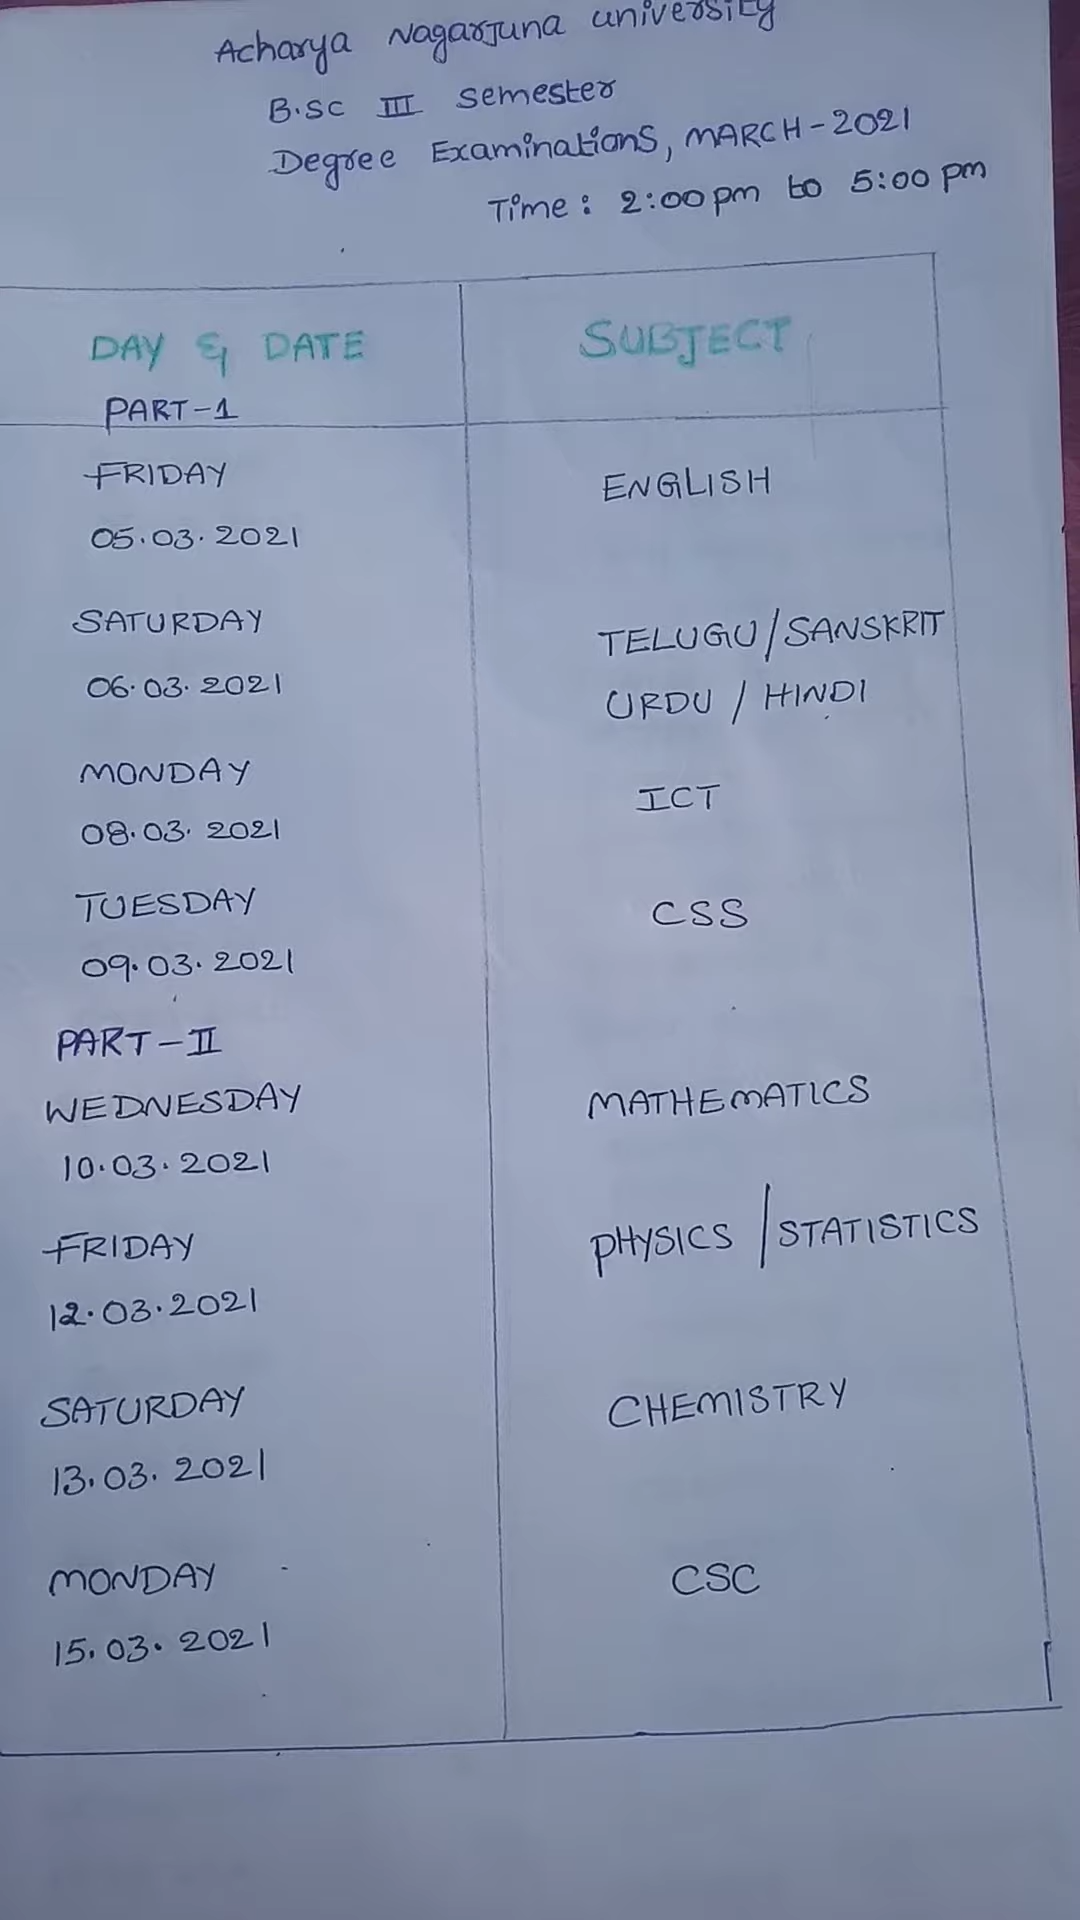 Acharya Nagarjuna university
B.sc III semester
Degree Examinations, MARCH-2021
Time: 2:00 pm to 5:00 pm
DAY & DATE SUBJECT
PART-1
FRIDAY ENGLISH
05.03.2021
SATURDAY TELUGU/SANSKRIT
06.03.2021 URDU / HINDI
MONDAY ICT
08.03.2021
TUESDAY CSS
09.03.2021
PART-II
WEDNESDAY MATHEMATICS
10.03.2021
FRIDAY PHYSICS / STATISTICS
12.03.2021
SATURDAY CHEMISTRY
13.03.2021
MONDAY CSC
15.03.2021